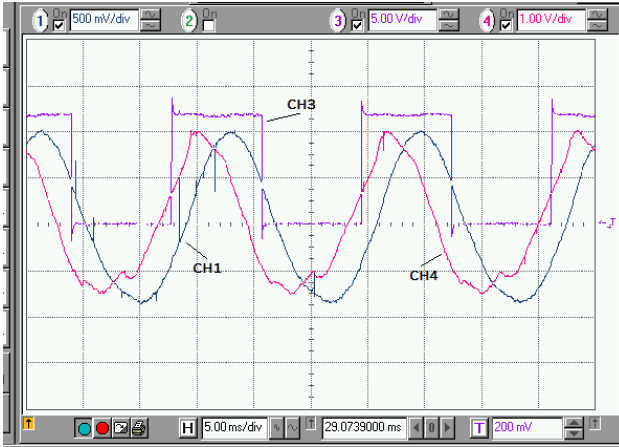 1 On 500 mV/div 2 On 3 On 5.00 V/div 4 On 1.00 V/div
CH3
T
CH1
CH4
H 5.00 ms/div 29.0739000 ms 0 T 200 mV